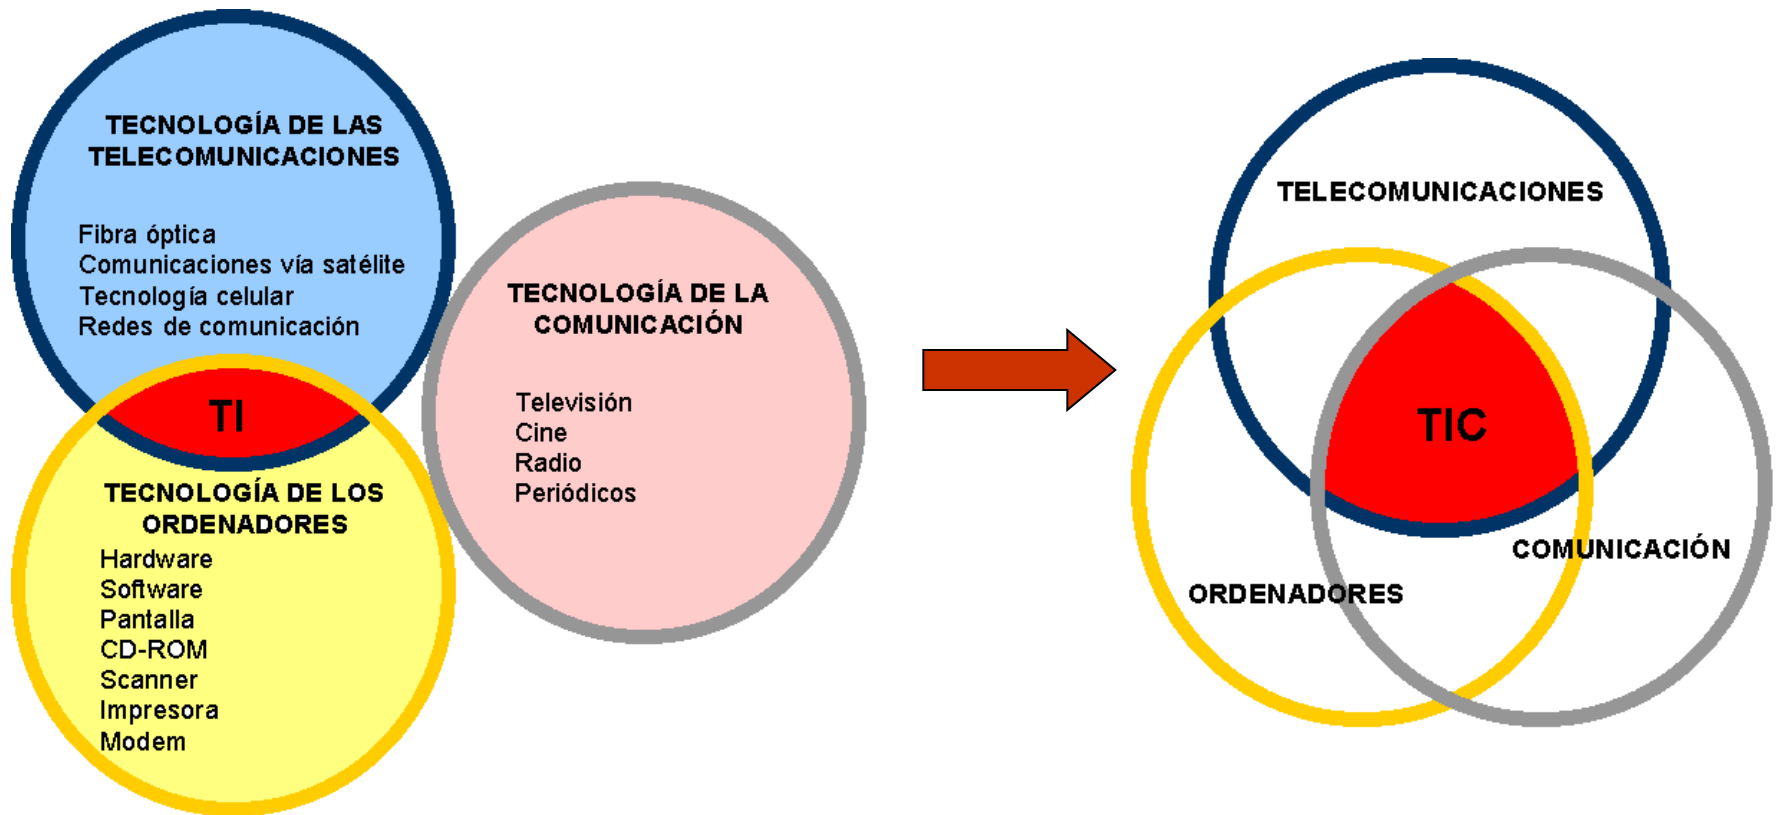 TECNOLOGÍA DE LAS
TELECOMUNICACIONES
Fibra óptica
Comunicaciones vía satélite
Tecnología celular
Redes de comunicación
TI
TECNOLOGÍA DE LOS
ORDENADORES
Hardware
Software
Pantalla
CD-ROM
Scanner
Impresora
Modem
TECNOLOGÍA DE LA
COMUNICACIÓN
Televisión
Cine
Radio
Periódicos
TELECOMUNICACIONES
TIC
COMUNICACIÓN
ORDENADORES